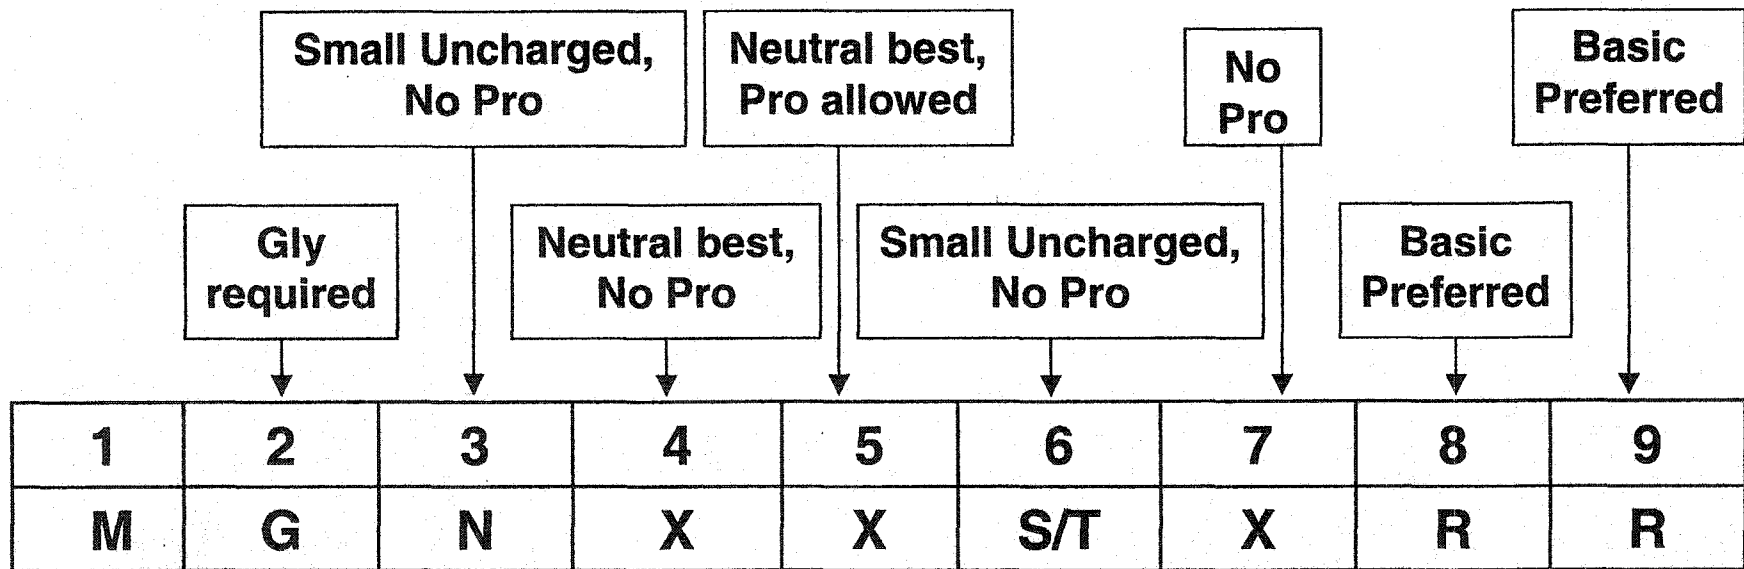 Small Uncharged,
No Pro
Neutral best,
Pro allowed
No
Pro
Basic
Preferred
Gly
required
Neutral best,
No Pro
Small Uncharged,
No Pro
Basic
Preferred
1 2 3 4 5 6 7 8 9
M G N X X S/T X R R